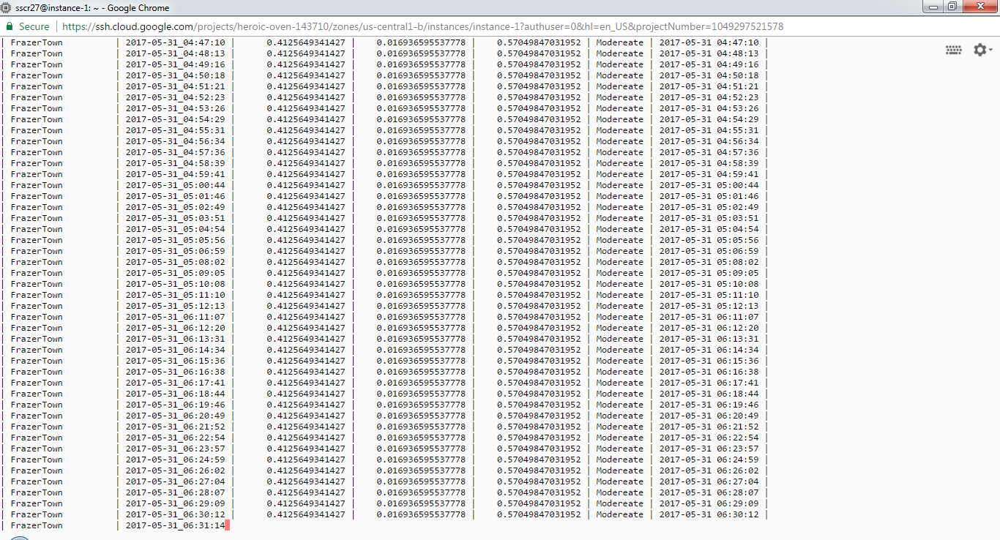 sscr27@instance-1: ~ - Google Chrome
Secure | https://ssh.cloud.google.com/projects/heroic-oven-143710/zones/us-central1-b/instances/instance-1?authuser=0&hl=en_US&projectNumber=1049297521578
| FrazerTown | 2017-05-31_04:47:10 | 0.4125649341427 | 0.016936595537778 | 0.57049847031952 | Modereate | 2017-05-31 04:47:10 |
| FrazerTown | 2017-05-31_04:48:13 | 0.4125649341427 | 0.016936595537778 | 0.57049847031952 | Modereate | 2017-05-31 04:48:13 |
| FrazerTown | 2017-05-31_04:49:16 | 0.4125649341427 | 0.016936595537778 | 0.57049847031952 | Modereate | 2017-05-31 04:49:16 |
| FrazerTown | 2017-05-31_04:50:18 | 0.4125649341427 | 0.016936595537778 | 0.57049847031952 | Modereate | 2017-05-31 04:50:18 |
| FrazerTown | 2017-05-31_04:51:21 | 0.4125649341427 | 0.016936595537778 | 0.57049847031952 | Modereate | 2017-05-31 04:51:21 |
| FrazerTown | 2017-05-31_04:52:23 | 0.4125649341427 | 0.016936595537778 | 0.57049847031952 | Modereate | 2017-05-31 04:52:23 |
| FrazerTown | 2017-05-31_04:53:26 | 0.4125649341427 | 0.016936595537778 | 0.57049847031952 | Modereate | 2017-05-31 04:53:26 |
| FrazerTown | 2017-05-31_04:54:29 | 0.4125649341427 | 0.016936595537778 | 0.57049847031952 | Modereate | 2017-05-31 04:54:29 |
| FrazerTown | 2017-05-31_04:55:31 | 0.4125649341427 | 0.016936595537778 | 0.57049847031952 | Modereate | 2017-05-31 04:55:31 |
| FrazerTown | 2017-05-31_04:56:34 | 0.4125649341427 | 0.016936595537778 | 0.57049847031952 | Modereate | 2017-05-31 04:56:34 |
| FrazerTown | 2017-05-31_04:57:36 | 0.4125649341427 | 0.016936595537778 | 0.57049847031952 | Modereate | 2017-05-31 04:57:36 |
| FrazerTown | 2017-05-31_04:58:39 | 0.4125649341427 | 0.016936595537778 | 0.57049847031952 | Modereate | 2017-05-31 04:58:39 |
| FrazerTown | 2017-05-31_04:59:41 | 0.4125649341427 | 0.016936595537778 | 0.57049847031952 | Modereate | 2017-05-31 04:59:41 |
| FrazerTown | 2017-05-31_05:00:44 | 0.4125649341427 | 0.016936595537778 | 0.57049847031952 | Modereate | 2017-05-31 05:00:44 |
| FrazerTown | 2017-05-31_05:01:46 | 0.4125649341427 | 0.016936595537778 | 0.57049847031952 | Modereate | 2017-05-31 05:01:46 |
| FrazerTown | 2017-05-31_05:02:49 | 0.4125649341427 | 0.016936595537778 | 0.57049847031952 | Modereate | 2017-05-31 05:02:49 |
| FrazerTown | 2017-05-31_05:03:51 | 0.4125649341427 | 0.016936595537778 | 0.57049847031952 | Modereate | 2017-05-31 05:03:51 |
| FrazerTown | 2017-05-31_05:04:54 | 0.4125649341427 | 0.016936595537778 | 0.57049847031952 | Modereate | 2017-05-31 05:04:54 |
| FrazerTown | 2017-05-31_05:05:56 | 0.4125649341427 | 0.016936595537778 | 0.57049847031952 | Modereate | 2017-05-31 05:05:56 |
| FrazerTown | 2017-05-31_05:06:59 | 0.4125649341427 | 0.016936595537778 | 0.57049847031952 | Modereate | 2017-05-31 05:06:59 |
| FrazerTown | 2017-05-31_05:08:02 | 0.4125649341427 | 0.016936595537778 | 0.57049847031952 | Modereate | 2017-05-31 05:08:02 |
| FrazerTown | 2017-05-31_05:09:05 | 0.4125649341427 | 0.016936595537778 | 0.57049847031952 | Modereate | 2017-05-31 05:09:05 |
| FrazerTown | 2017-05-31_05:10:08 | 0.4125649341427 | 0.016936595537778 | 0.57049847031952 | Modereate | 2017-05-31 05:10:08 |
| FrazerTown | 2017-05-31_05:11:10 | 0.4125649341427 | 0.016936595537778 | 0.57049847031952 | Modereate | 2017-05-31 05:11:10 |
| FrazerTown | 2017-05-31_05:12:13 | 0.4125649341427 | 0.016936595537778 | 0.57049847031952 | Modereate | 2017-05-31 05:12:13 |
| FrazerTown | 2017-05-31_06:11:07 | 0.4125649341427 | 0.016936595537778 | 0.57049847031952 | Modereate | 2017-05-31 06:11:07 |
| FrazerTown | 2017-05-31_06:12:20 | 0.4125649341427 | 0.016936595537778 | 0.57049847031952 | Modereate | 2017-05-31 06:12:20 |
| FrazerTown | 2017-05-31_06:13:31 | 0.4125649341427 | 0.016936595537778 | 0.57049847031952 | Modereate | 2017-05-31 06:13:31 |
| FrazerTown | 2017-05-31_06:14:34 | 0.4125649341427 | 0.016936595537778 | 0.57049847031952 | Modereate | 2017-05-31 06:14:34 |
| FrazerTown | 2017-05-31_06:15:36 | 0.4125649341427 | 0.016936595537778 | 0.57049847031952 | Modereate | 2017-05-31 06:15:36 |
| FrazerTown | 2017-05-31_06:16:38 | 0.4125649341427 | 0.016936595537778 | 0.57049847031952 | Modereate | 2017-05-31 06:16:38 |
| FrazerTown | 2017-05-31_06:17:41 | 0.4125649341427 | 0.016936595537778 | 0.57049847031952 | Modereate | 2017-05-31 06:17:41 |
| FrazerTown | 2017-05-31_06:18:44 | 0.4125649341427 | 0.016936595537778 | 0.57049847031952 | Modereate | 2017-05-31 06:18:44 |
| FrazerTown | 2017-05-31_06:19:46 | 0.4125649341427 | 0.016936595537778 | 0.57049847031952 | Modereate | 2017-05-31 06:19:46 |
| FrazerTown | 2017-05-31_06:20:49 | 0.4125649341427 | 0.016936595537778 | 0.57049847031952 | Modereate | 2017-05-31 06:20:49 |
| FrazerTown | 2017-05-31_06:21:52 | 0.4125649341427 | 0.016936595537778 | 0.57049847031952 | Modereate | 2017-05-31 06:21:52 |
| FrazerTown | 2017-05-31_06:22:54 | 0.4125649341427 | 0.016936595537778 | 0.57049847031952 | Modereate | 2017-05-31 06:22:54 |
| FrazerTown | 2017-05-31_06:23:57 | 0.4125649341427 | 0.016936595537778 | 0.57049847031952 | Modereate | 2017-05-31 06:23:57 |
| FrazerTown | 2017-05-31_06:24:59 | 0.4125649341427 | 0.016936595537778 | 0.57049847031952 | Modereate | 2017-05-31 06:24:59 |
| FrazerTown | 2017-05-31_06:26:02 | 0.4125649341427 | 0.016936595537778 | 0.57049847031952 | Modereate | 2017-05-31 06:26:02 |
| FrazerTown | 2017-05-31_06:27:04 | 0.4125649341427 | 0.016936595537778 | 0.57049847031952 | Modereate | 2017-05-31 06:27:04 |
| FrazerTown | 2017-05-31_06:28:07 | 0.4125649341427 | 0.016936595537778 | 0.57049847031952 | Modereate | 2017-05-31 06:28:07 |
| FrazerTown | 2017-05-31_06:29:09 | 0.4125649341427 | 0.016936595537778 | 0.57049847031952 | Modereate | 2017-05-31 06:29:09 |
| FrazerTown | 2017-05-31_06:30:12 | 0.4125649341427 | 0.016936595537778 | 0.57049847031952 | Modereate | 2017-05-31 06:30:12 |
| FrazerTown | 2017-05-31_06:31:14